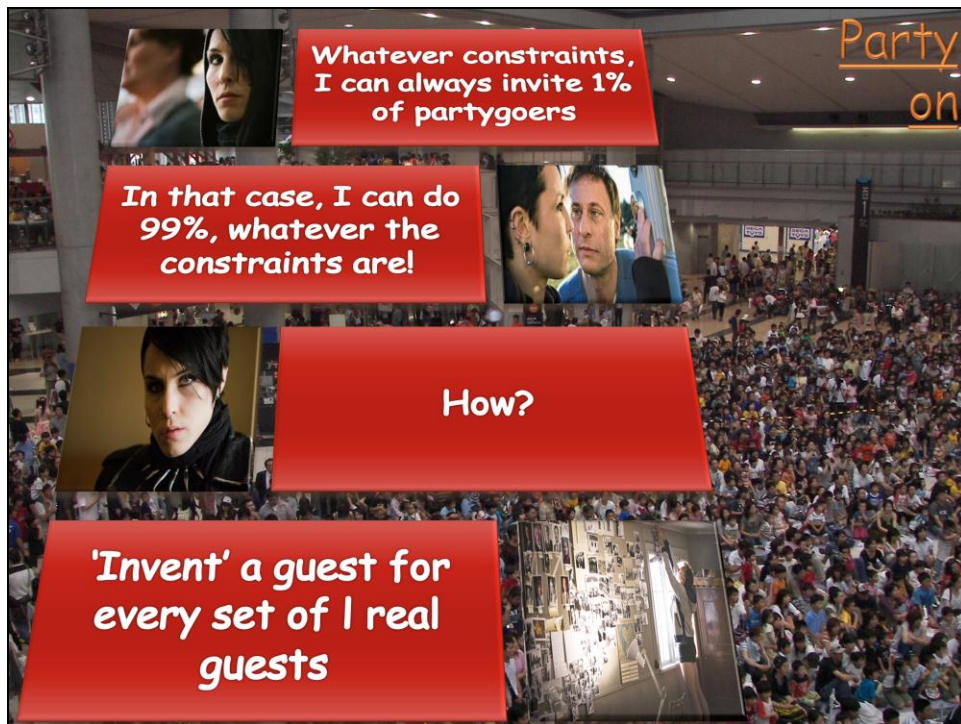 Party
on
Whatever constraints,
I can always invite 1%
of partygoers
In that case, I can do
99%, whatever the
constraints are!
How?
'Invent' a guest for
every set of l real
guests